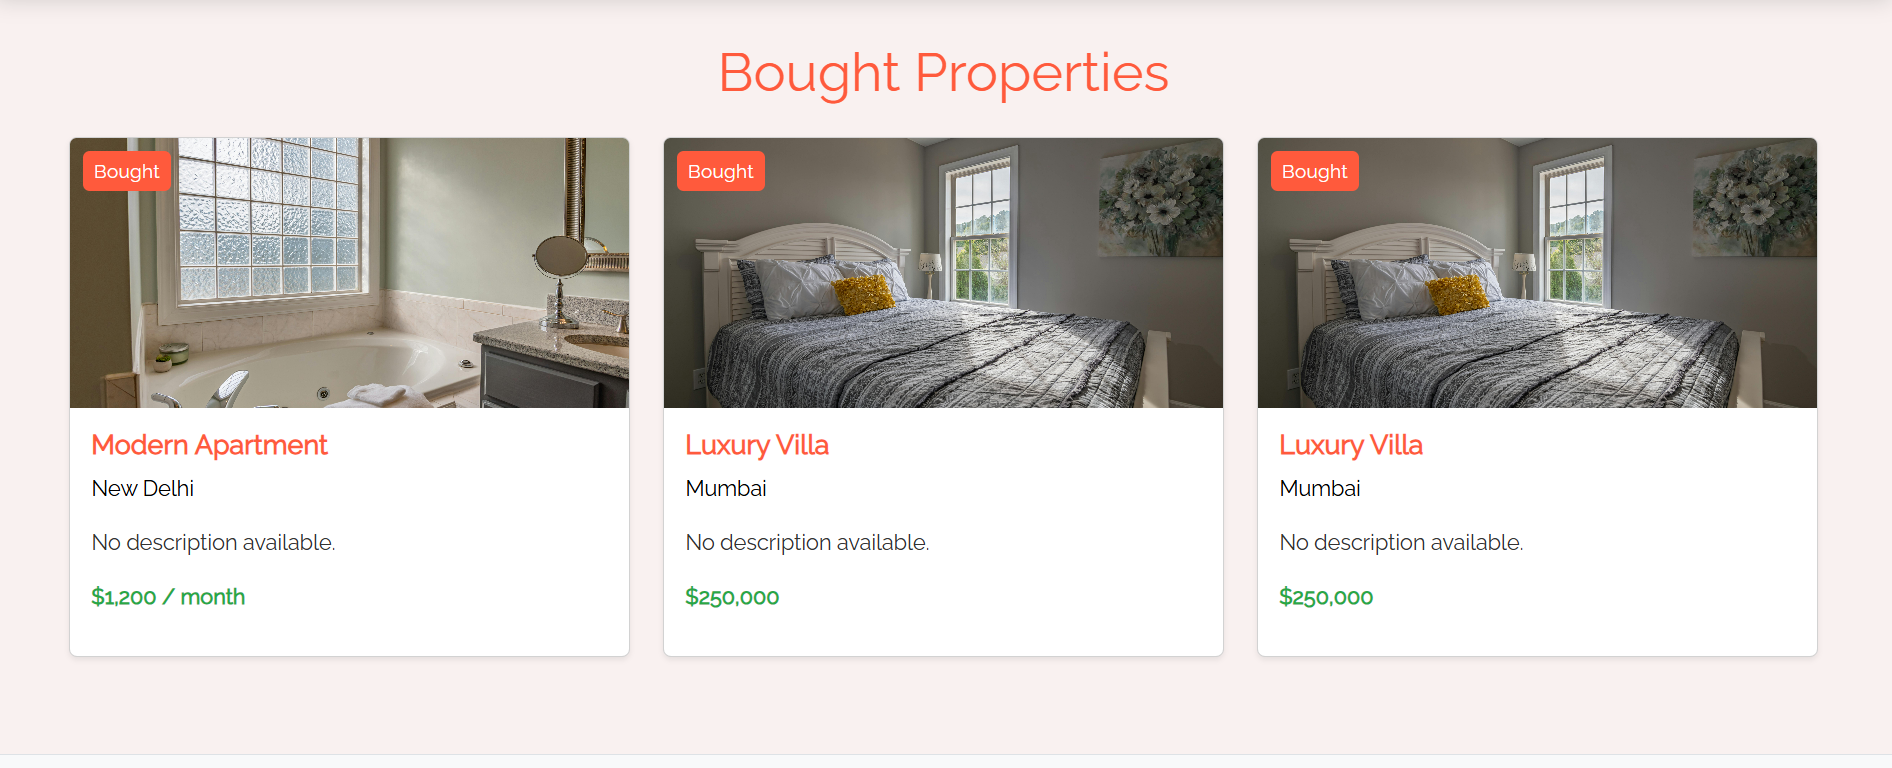 Bought Properties
Bought
Modern Apartment
New Delhi
No description available.
$1,200 / month
Bought
Luxury Villa
Mumbai
No description available.
$250,000
Bought
Luxury Villa
Mumbai
No description available.
$250,000